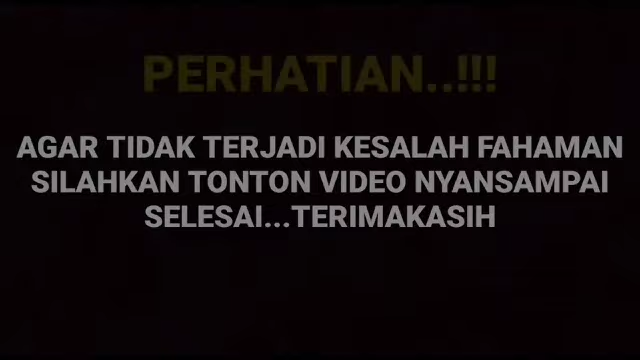 PERHATIAN..!!!
AGAR TIDAK TERJADI KESALAH FAHAMAN
SILAHKAN TONTON VIDEO NYANSAMPAI
SELESAI...TERIMAKASIH